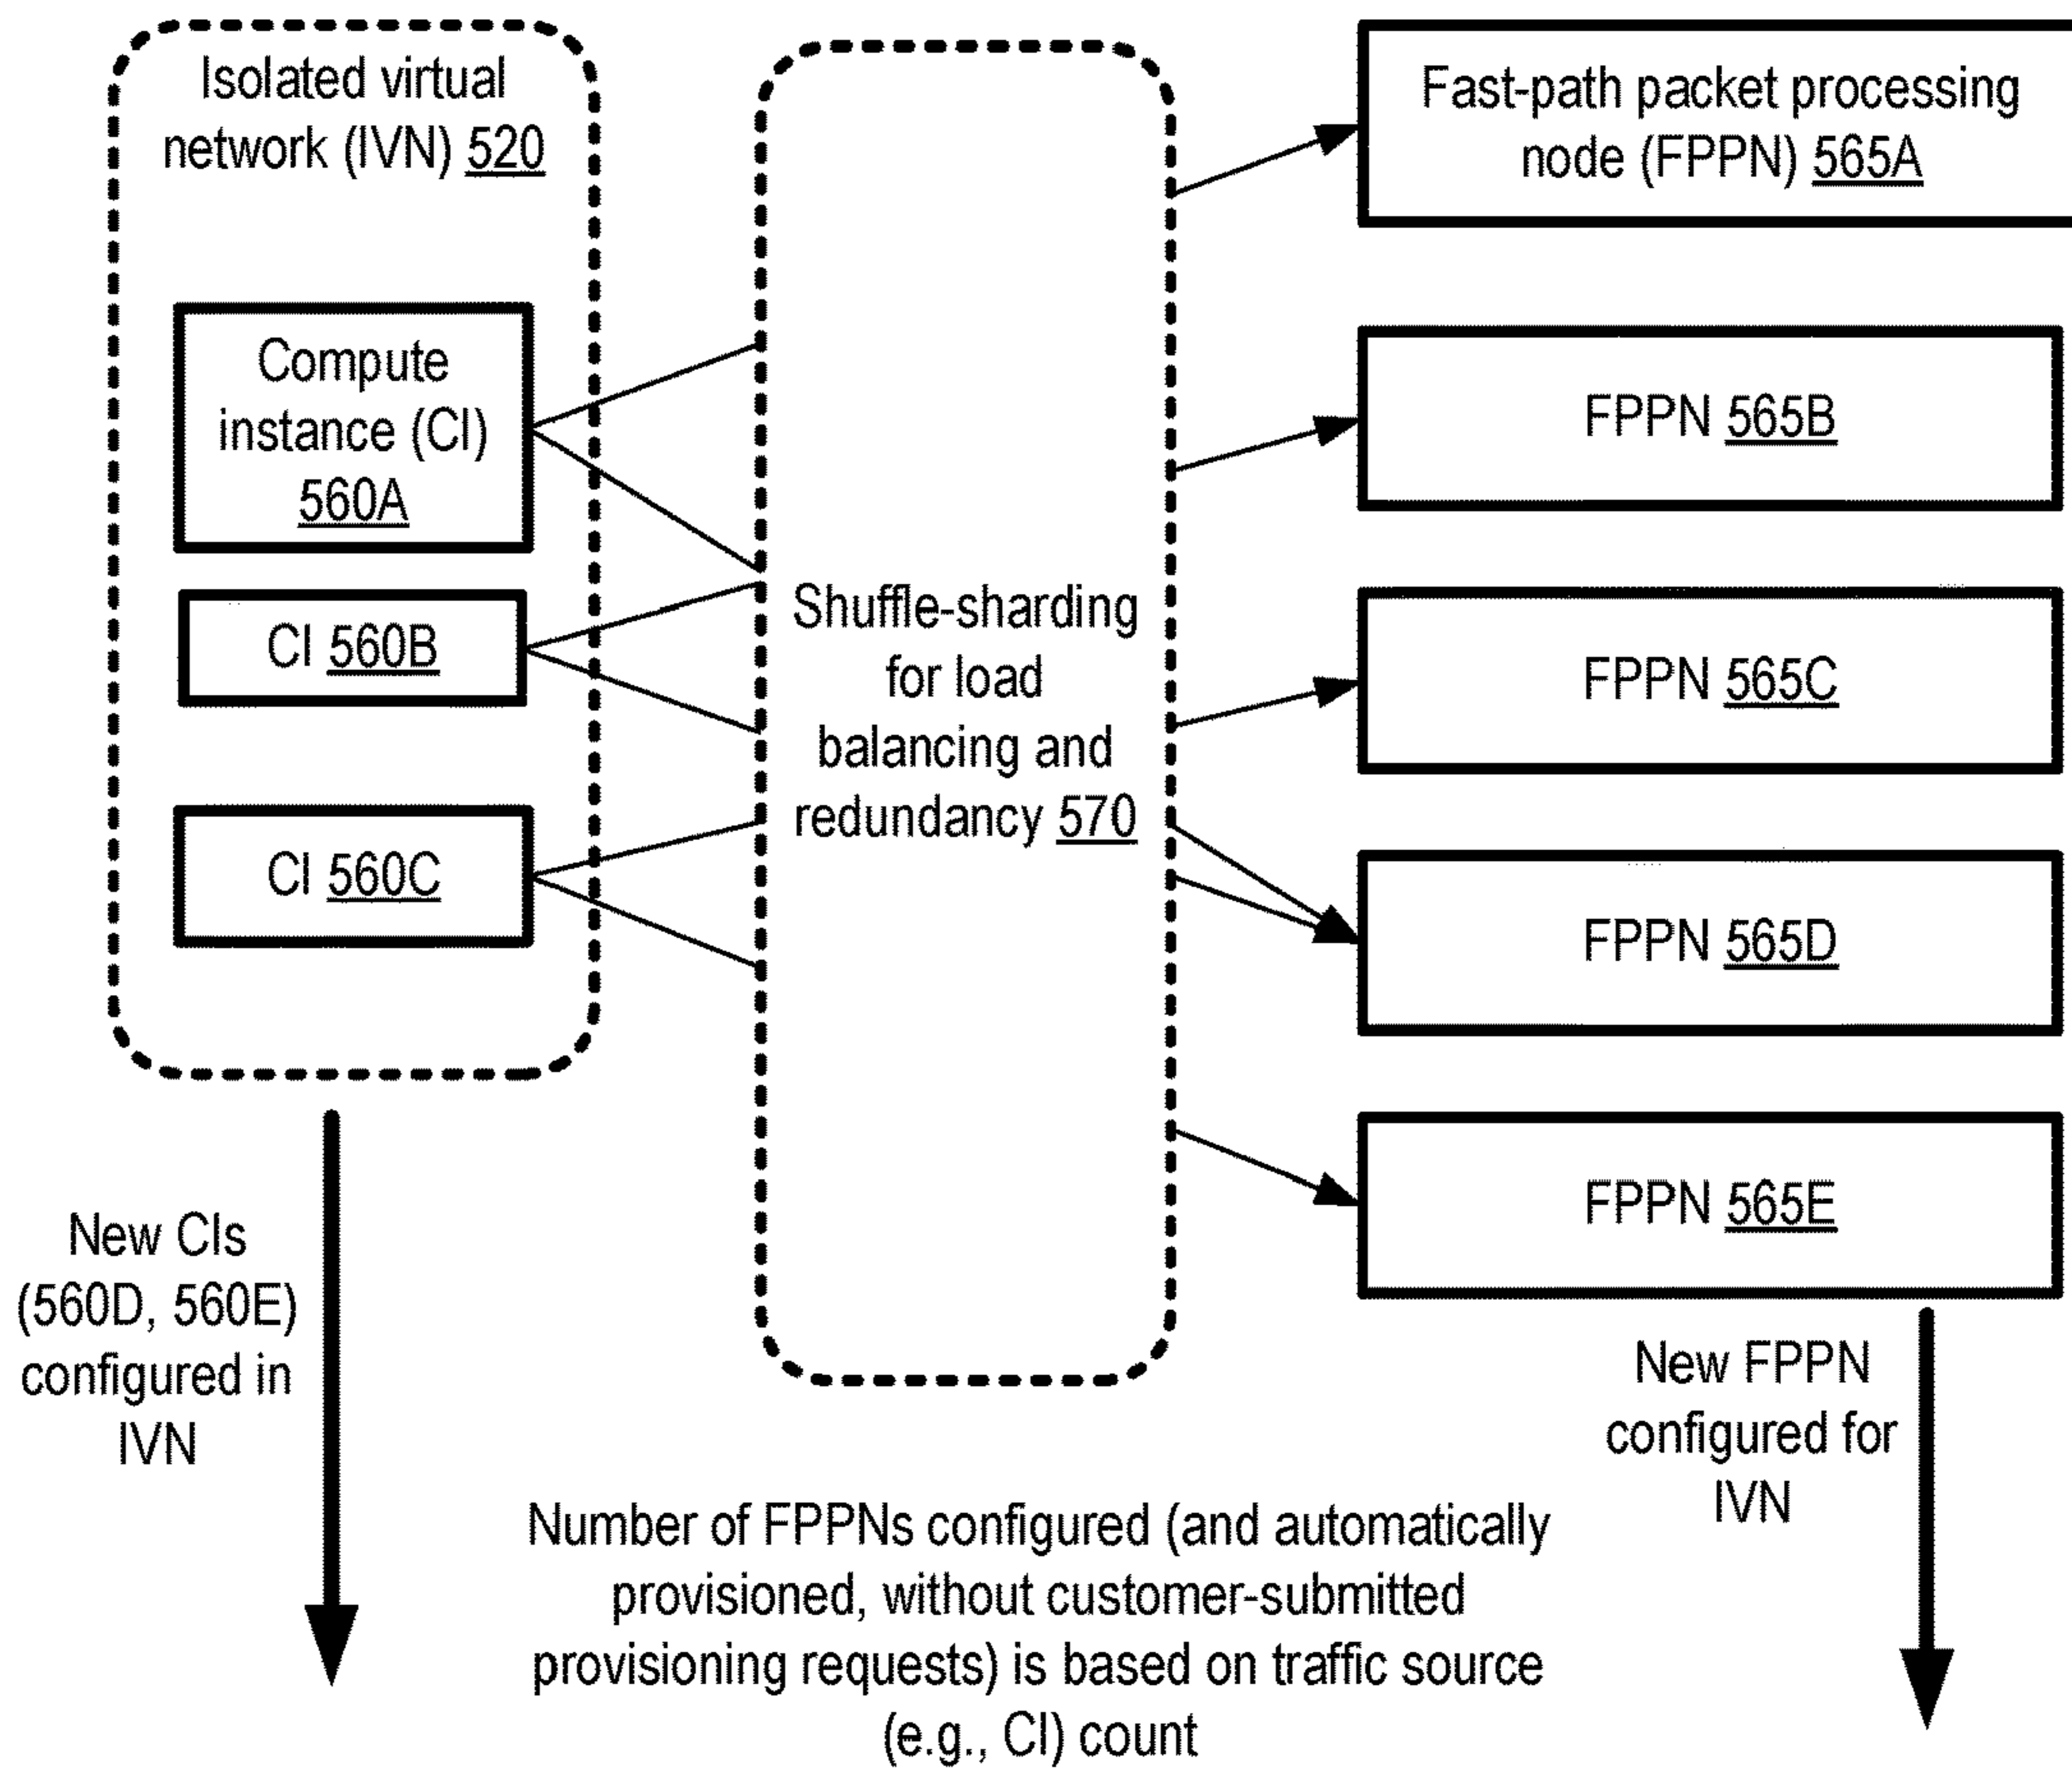 Isolated virtual
network (IVN) 520
Compute
instance (CI)
560A
CI 560B
CI 560C
New CIs
(560D, 560E)
configured in
IVN
Shuffle-sharding
for load
balancing and
redundancy 570
Fast-path packet processing
node (FPPN) 565A
FPPN 565B
FPPN 565C
FPPN 565D
FPPN 565E
New FPPN
configured for
IVN
Number of FPPNs configured (and automatically
provisioned, without customer-submitted
provisioning requests) is based on traffic source
(e.g., CI) count